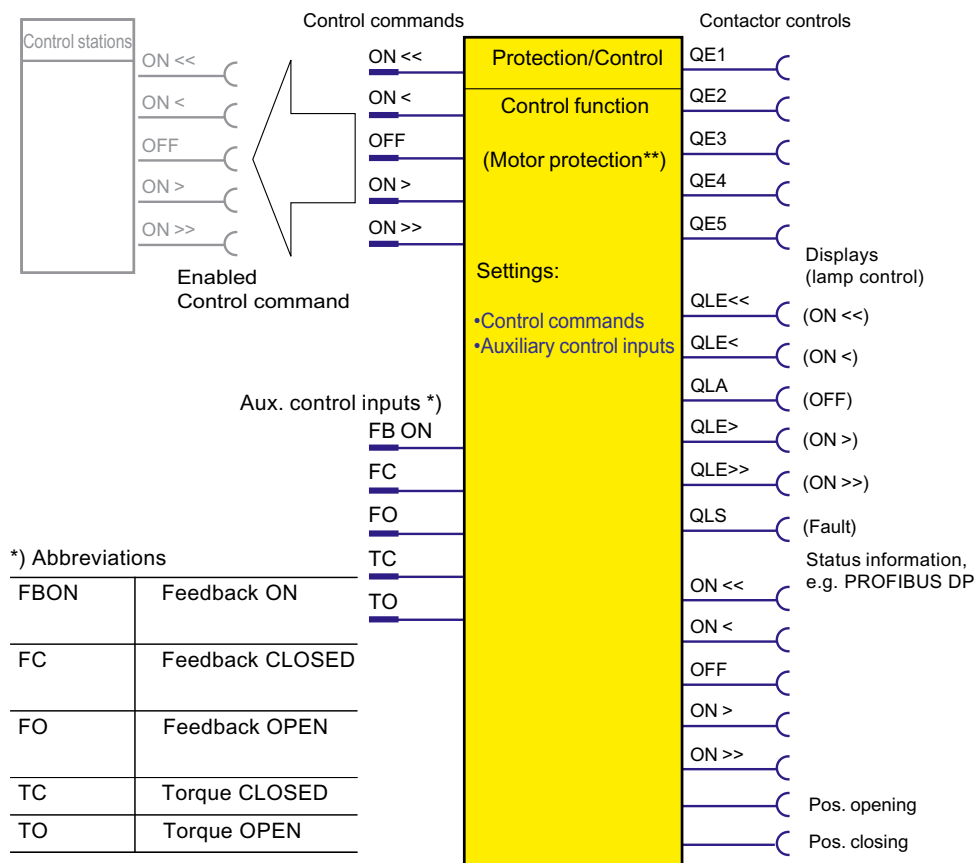 Control stations
ON <<
ON <
OFF
ON >
ON >>
Enabled
Control command
Control commands
ON <<
ON <
OFF
ON >
ON >>
Aux. control inputs *)
FB ON
FC
FO
TC
TO
Protection/Control
Control function
(Motor protection**)
Settings:
•Control commands
•Auxiliary control inputs
Contactor controls
QE1
QE2
QE3
QE4
QE5
Displays
(lamp control)
QLE<< (ON <<)
QLE< (ON <)
QLA (OFF)
QLE> (ON >)
QLE>> (ON >>)
QLS (Fault)
Status information,
e.g. PROFIBUS DP
ON <<
ON <
OFF
ON >
ON >>
Pos. opening
Pos. closing
*) Abbreviations
FBON Feedback ON
FC Feedback CLOSED
FO Feedback OPEN
TC Torque CLOSED
TO Torque OPEN